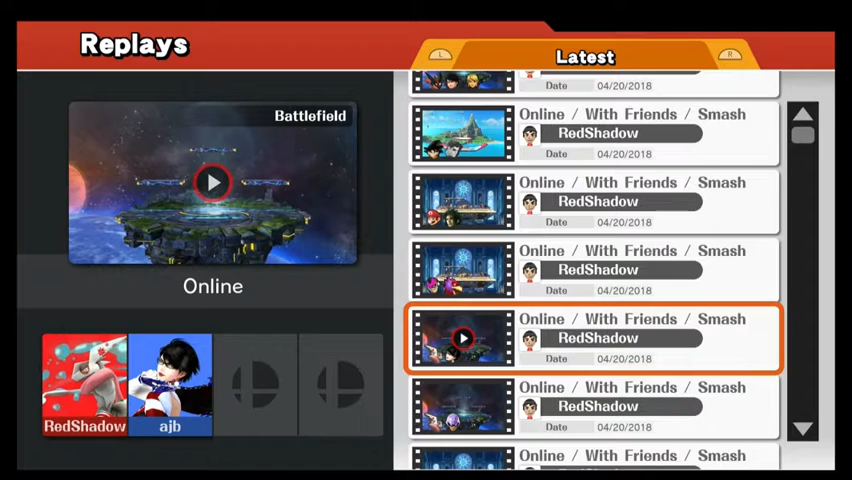 Replays
L
Latest
R
Battlefield
Online
RedShadow
ajb
Date 04/20/2018
Online / With Friends / Smash
RedShadow
Date 04/20/2018
Online / With Friends / Smash
RedShadow
Date 04/20/2018
Online / With Friends / Smash
RedShadow
Date 04/20/2018
Online / With Friends / Smash
RedShadow
Date 04/20/2018
Online / With Friends / Smash
RedShadow
Date 04/20/2018
Online / With Friends / Smash